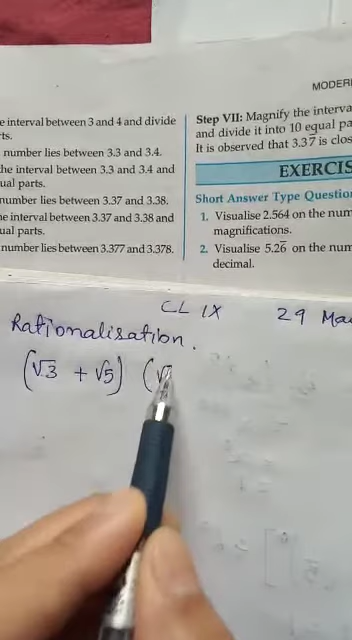 MODER
e interval between 3 and 4 and divide
rts.
number lies between 3.3 and 3.4.
he interval between 3.3 and 3.4 and
ual parts.
number lies between 3.37 and 3.38.
ne interval between 3.37 and 3.38 and
ual parts.
number lies between 3.377 and 3.378.
Step VII: Magnify the interva
and divide it into 10 equal pa
It is observed that 3.37̅ is clos
EXERCIS
Short Answer Type Question
1. Visualise 2.564 on the num
magnifications.
2. Visualise 5.26̅ on the num
decimal.
CL IX 29 Ma
Rationalisation.
(√3 + √5) (√